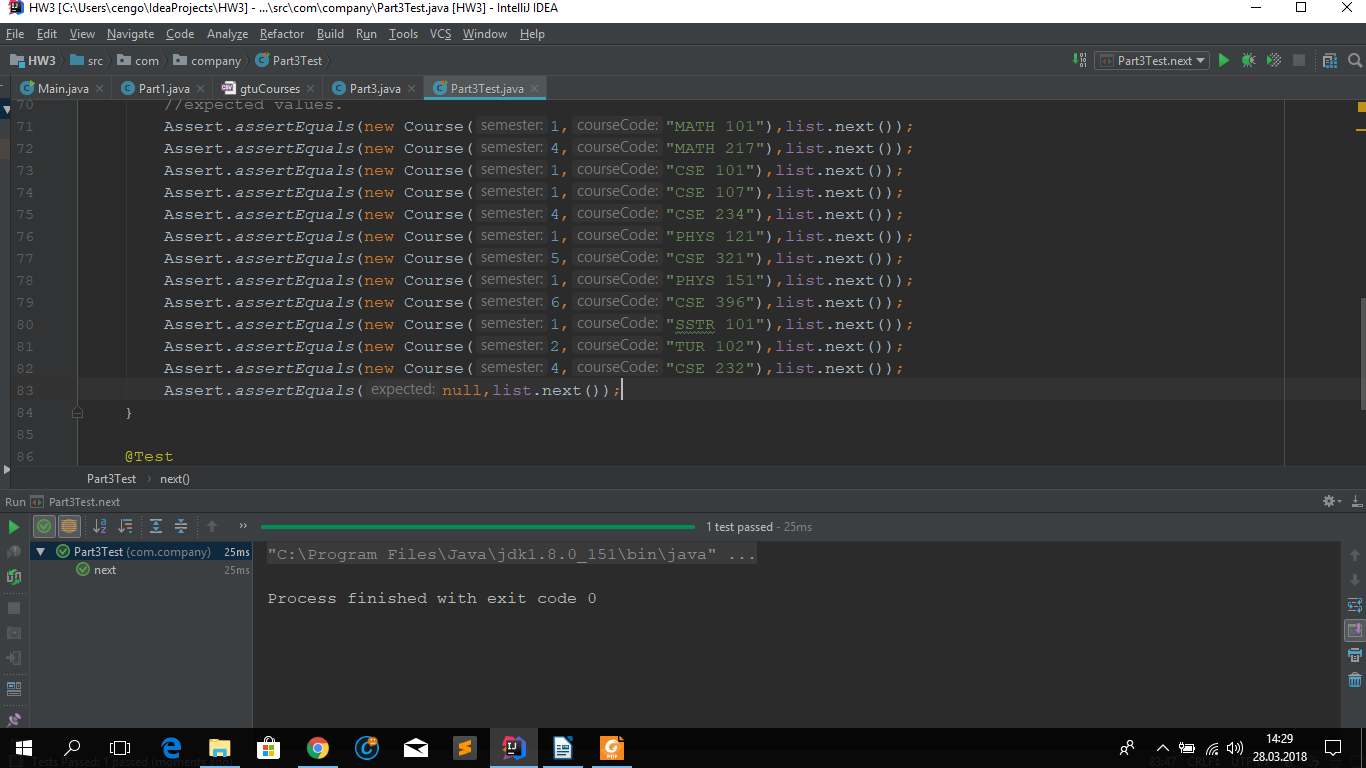 HW3 [C:\Users\cengo\IdeaProjects\HW3] - ...\src\com\company\Part3Test.java [HW3] - IntelliJ IDEA
File Edit View Navigate Code Analyze Refactor Build Run Tools VCS Window Help
HW3 src com company Part3Test Part3Test.next
Main.java Part1.java gtuCourses Part3.java Part3Test.java
70 //expected values.
71 Assert.assertEquals(new Course( semester: 1, courseCode: "MATH 101"),list.next());
72 Assert.assertEquals(new Course( semester: 4, courseCode: "MATH 217"),list.next());
73 Assert.assertEquals(new Course( semester: 1, courseCode: "CSE 101"),list.next());
74 Assert.assertEquals(new Course( semester: 1, courseCode: "CSE 107"),list.next());
75 Assert.assertEquals(new Course( semester: 4, courseCode: "CSE 234"),list.next());
76 Assert.assertEquals(new Course( semester: 1, courseCode: "PHYS 121"),list.next());
77 Assert.assertEquals(new Course( semester: 5, courseCode: "CSE 321"),list.next());
78 Assert.assertEquals(new Course( semester: 1, courseCode: "PHYS 151"),list.next());
79 Assert.assertEquals(new Course( semester: 6, courseCode: "CSE 396"),list.next());
80 Assert.assertEquals(new Course( semester: 1, courseCode: "SSTR 101"),list.next());
81 Assert.assertEquals(new Course( semester: 2, courseCode: "TUR 102"),list.next());
82 Assert.assertEquals(new Course( semester: 4, courseCode: "CSE 232"),list.next());
83 Assert.assertEquals( expected: null,list.next());
84 }
85
86 @Test
Part3Test › next()
Run Part3Test.next
» 1 test passed - 25ms
Part3Test (com.company) 25ms
next 25ms
"C:\Program Files\Java\jdk1.8.0_151\bin\java" ...
Process finished with exit code 0
14:29
28.03.2018
Tests Passed: 1 passed (moments ago)
83:47 CRLF